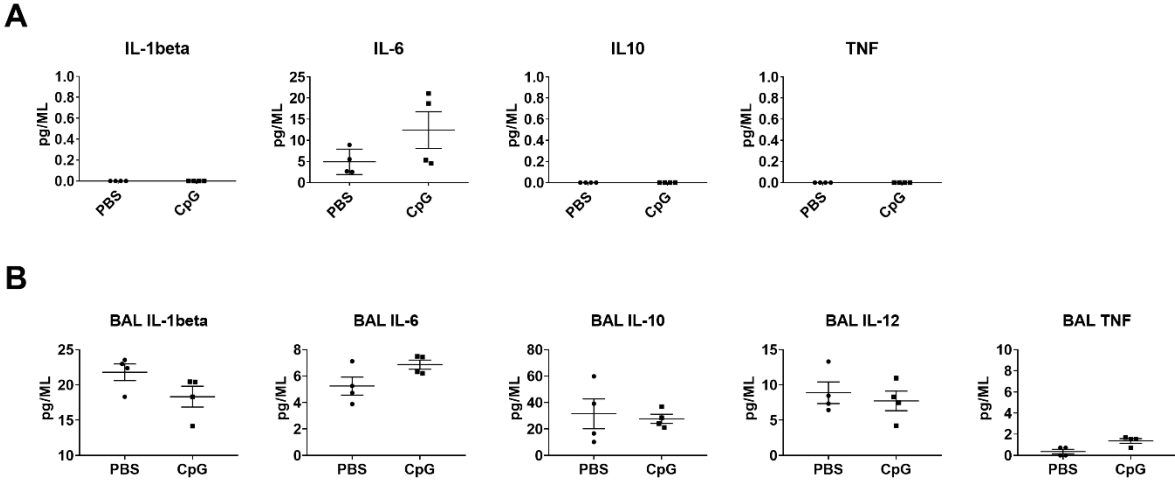 A
IL-1beta
pg/ML
1.0
0.8
0.6
0.4
0.2
0.0
PBS
CpG
IL-6
pg/ML
25
20
15
10
5
0
PBS
CpG
IL10
pg/ML
1.0
0.8
0.6
0.4
0.2
0.0
PBS
CpG
TNF
pg/ML
1.0
0.8
0.6
0.4
0.2
0.0
PBS
CpG
B
BAL IL-1beta
pg/ML
25
20
15
10
PBS
CpG
BAL IL-6
pg/ML
8
6
4
2
0
PBS
CpG
BAL IL-10
pg/ML
80
60
40
20
0
PBS
CpG
BAL IL-12
pg/ML
15
10
5
0
PBS
CpG
BAL TNF
pg/ML
10
8
6
4
2
0
PBS
CpG